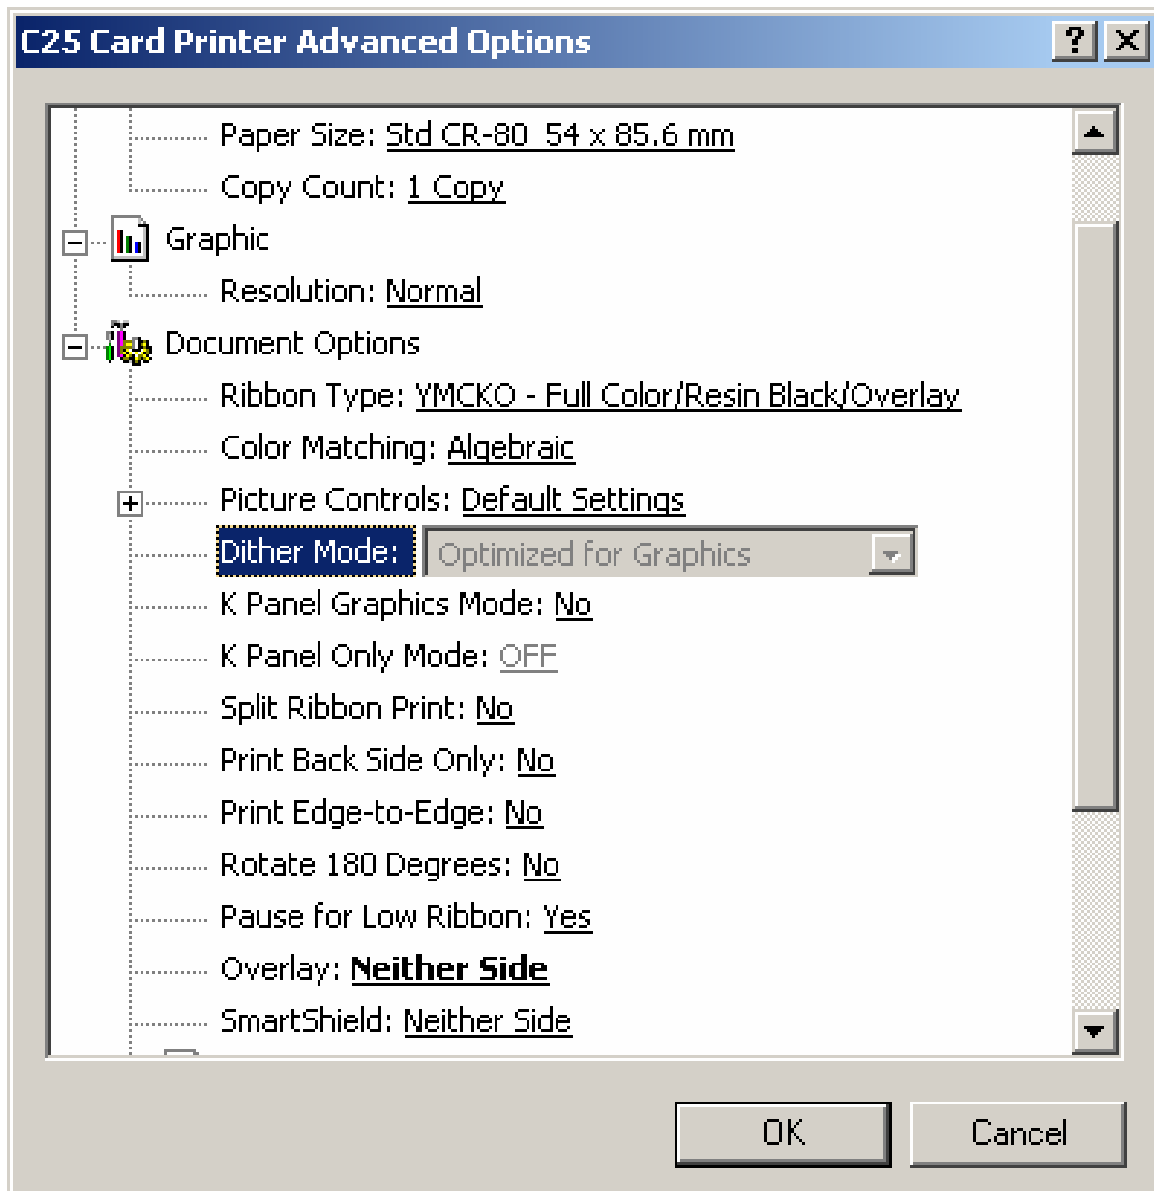 C25 Card Printer Advanced Options
Paper Size: Std CR-80 54 x 85.6 mm
Copy Count: 1 Copy
Graphic
Resolution: Normal
Document Options
Ribbon Type: YMCKO - Full Color/Resin Black/Overlay
Color Matching: Algebraic
Picture Controls: Default Settings
Dither Mode: Optimized for Graphics
K Panel Graphics Mode: No
K Panel Only Mode: OFF
Split Ribbon Print: No
Print Back Side Only: No
Print Edge-to-Edge: No
Rotate 180 Degrees: No
Pause for Low Ribbon: Yes
Overlay: Neither Side
SmartShield: Neither Side
OK Cancel